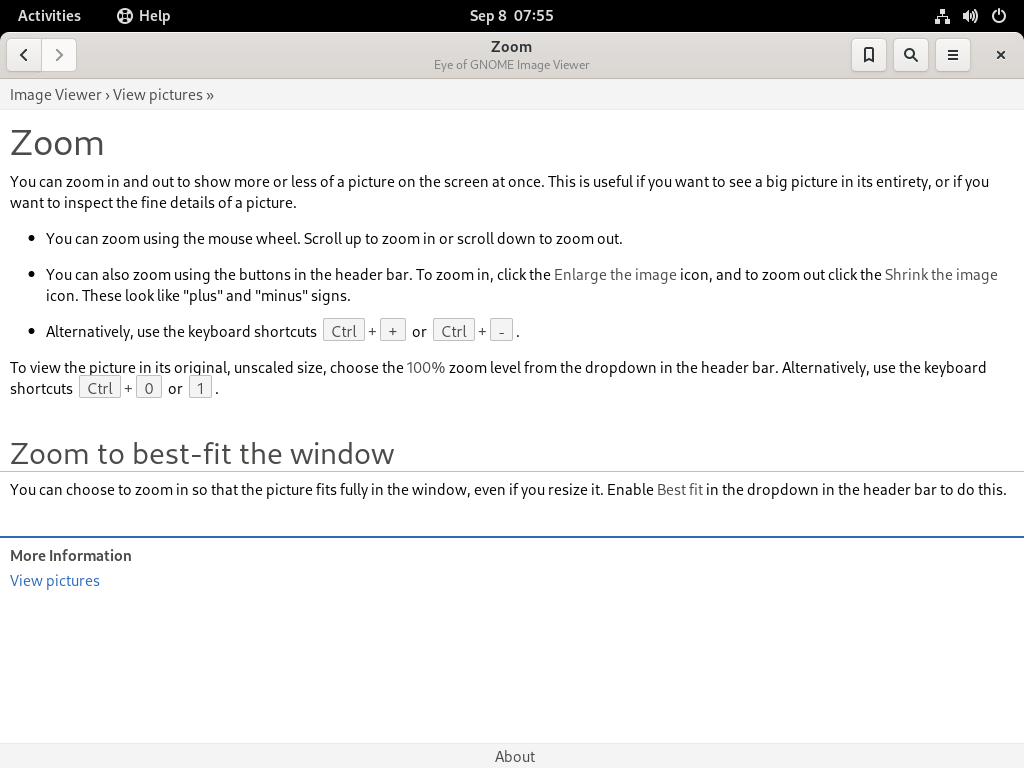 Activities Help Sep 8 07:55
Zoom
Eye of GNOME Image Viewer
Image Viewer › View pictures »
Zoom
You can zoom in and out to show more or less of a picture on the screen at once. This is useful if you want to see a big picture in its entirety, or if you
want to inspect the fine details of a picture.
• You can zoom using the mouse wheel. Scroll up to zoom in or scroll down to zoom out.
• You can also zoom using the buttons in the header bar. To zoom in, click the Enlarge the image icon, and to zoom out click the Shrink the image
icon. These look like "plus" and "minus" signs.
• Alternatively, use the keyboard shortcuts Ctrl + + or Ctrl + - .
To view the picture in its original, unscaled size, choose the 100% zoom level from the dropdown in the header bar. Alternatively, use the keyboard
shortcuts Ctrl + 0 or 1 .
Zoom to best-fit the window
You can choose to zoom in so that the picture fits fully in the window, even if you resize it. Enable Best fit in the dropdown in the header bar to do this.
More Information
View pictures
About